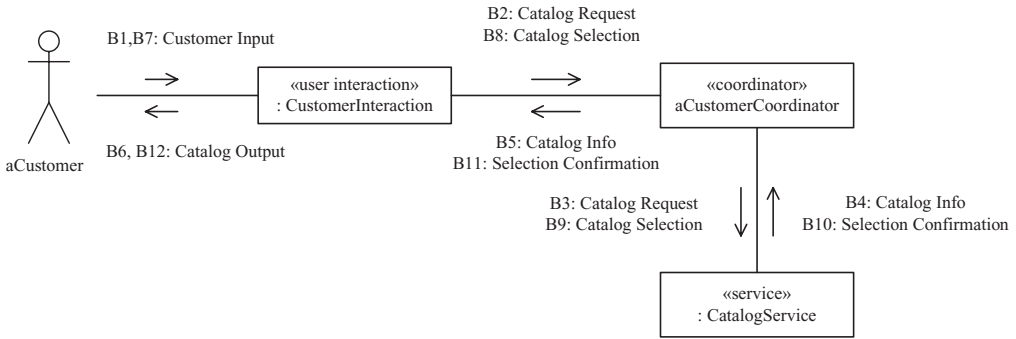 B2: Catalog Request
B8: Catalog Selection
B1,B7: Customer Input
«user interaction»
: CustomerInteraction
«coordinator»
aCustomerCoordinator
B6, B12: Catalog Output
B5: Catalog Info
B11: Selection Confirmation
aCustomer
B3: Catalog Request
B9: Catalog Selection
B4: Catalog Info
B10: Selection Confirmation
«service»
: CatalogService